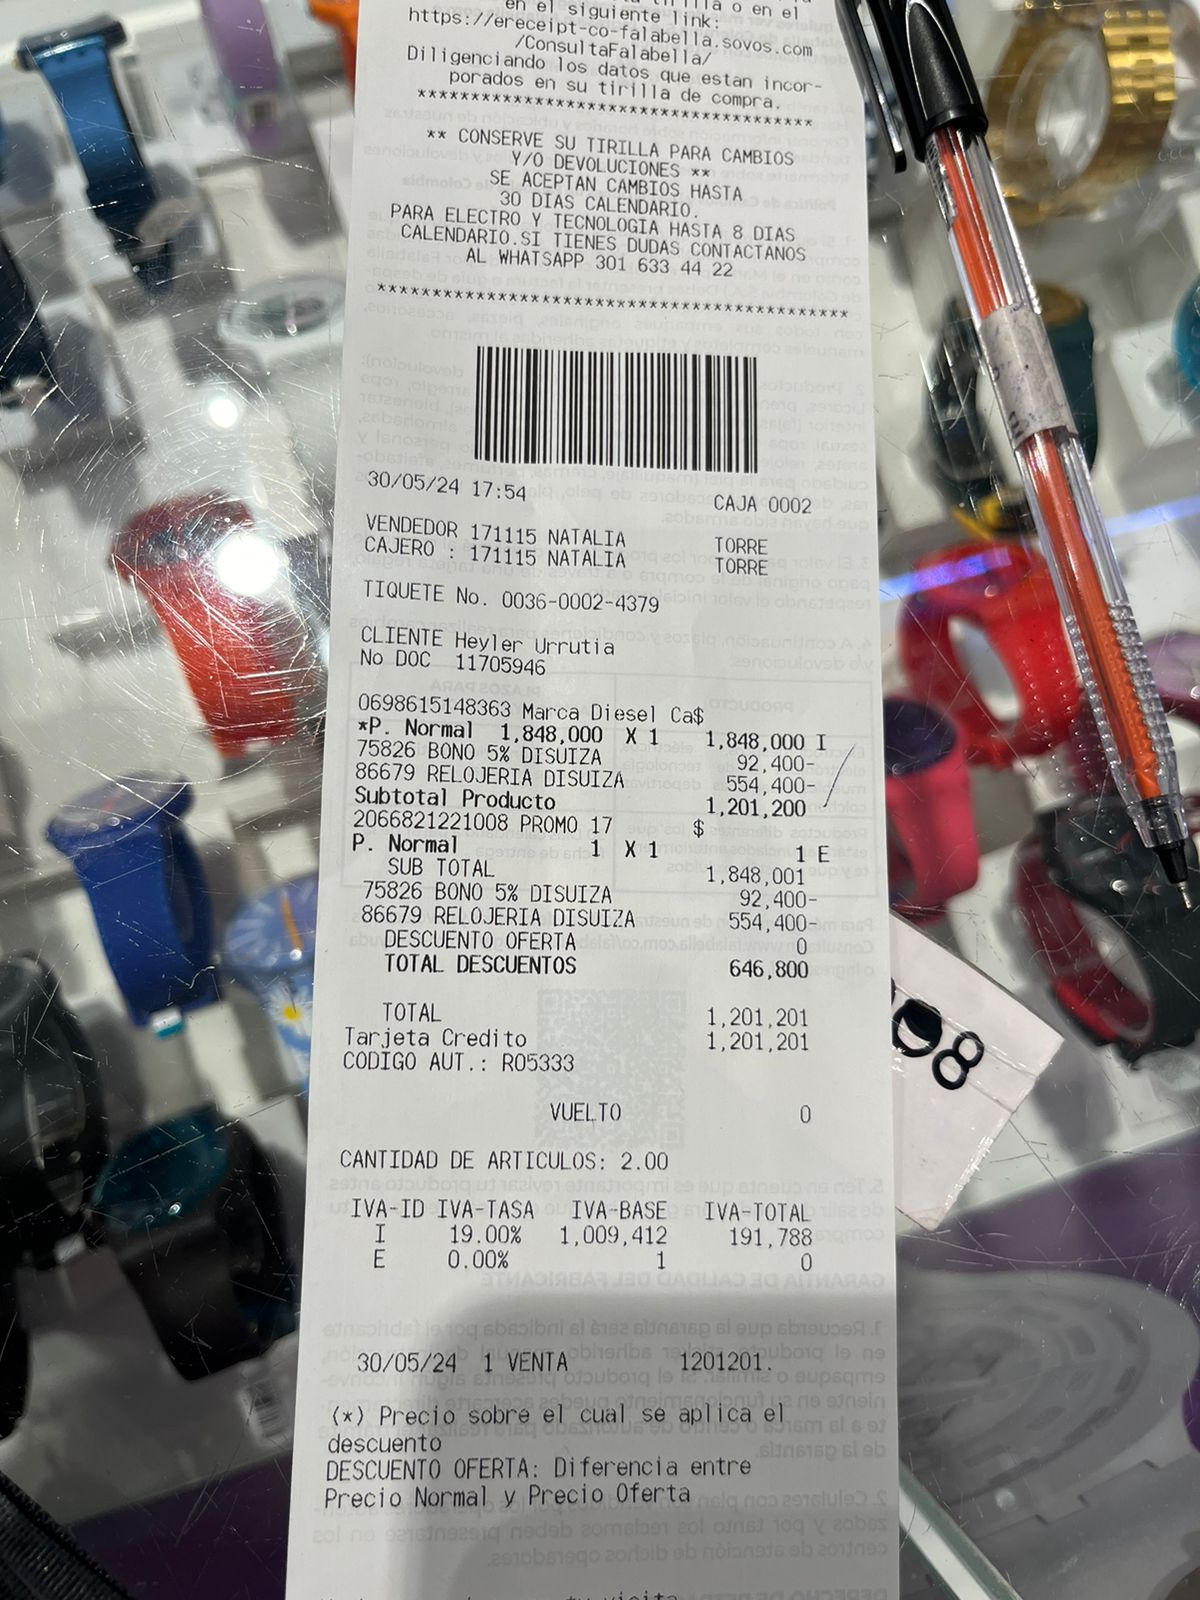 en el siguiente link:
https://ereceipt-co-falabella.sovos.com
/ConsultaFalabella/
Diligenciando los datos que estan incor-
porados en su tirilla de compra.
*************************************
** CONSERVE SU TIRILLA PARA CAMBIOS
Y/O DEVOLUCIONES **
SE ACEPTAN CAMBIOS HASTA
30 DIAS CALENDARIO.
PARA ELECTRO Y TECNOLOGIA HASTA 8 DIAS
CALENDARIO.SI TIENES DUDAS CONTACTANOS
AL WHATSAPP 301 633 44 22
********************************************
30/05/24 17:54 CAJA 0002
VENDEDOR 171115 NATALIA TORRE
CAJERO : 171115 NATALIA TORRE
TIQUETE No. 0036-0002-4379
CLIENTE Heyler Urrutia
No DOC 11705946
0698615148363 Marca Diesel Ca$
*P. Normal 1,848,000 X 1 1,848,000 I
75826 BONO 5% DISUIZA 92,400-
86679 RELOJERIA DISUIZA 554,400-
Subtotal Producto 1,201,200
2066821221008 PROMO 17 $
P. Normal 1 X 1 1 E
SUB TOTAL 1,848,001
75826 BONO 5% DISUIZA 92,400-
86679 RELOJERIA DISUIZA 554,400-
DESCUENTO OFERTA 0
TOTAL DESCUENTOS 646,800
TOTAL 1,201,201
Tarjeta Credito 1,201,201
CODIGO AUT.: R05333
VUELTO 0
CANTIDAD DE ARTICULOS: 2.00
IVA-ID IVA-TASA IVA-BASE IVA-TOTAL
I 19.00% 1,009,412 191,788
E 0.00% 1 0
30/05/24 1 VENTA 1201201.
(*) Precio sobre el cual se aplica el
descuento
DESCUENTO OFERTA: Diferencia entre
Precio Normal y Precio Oferta